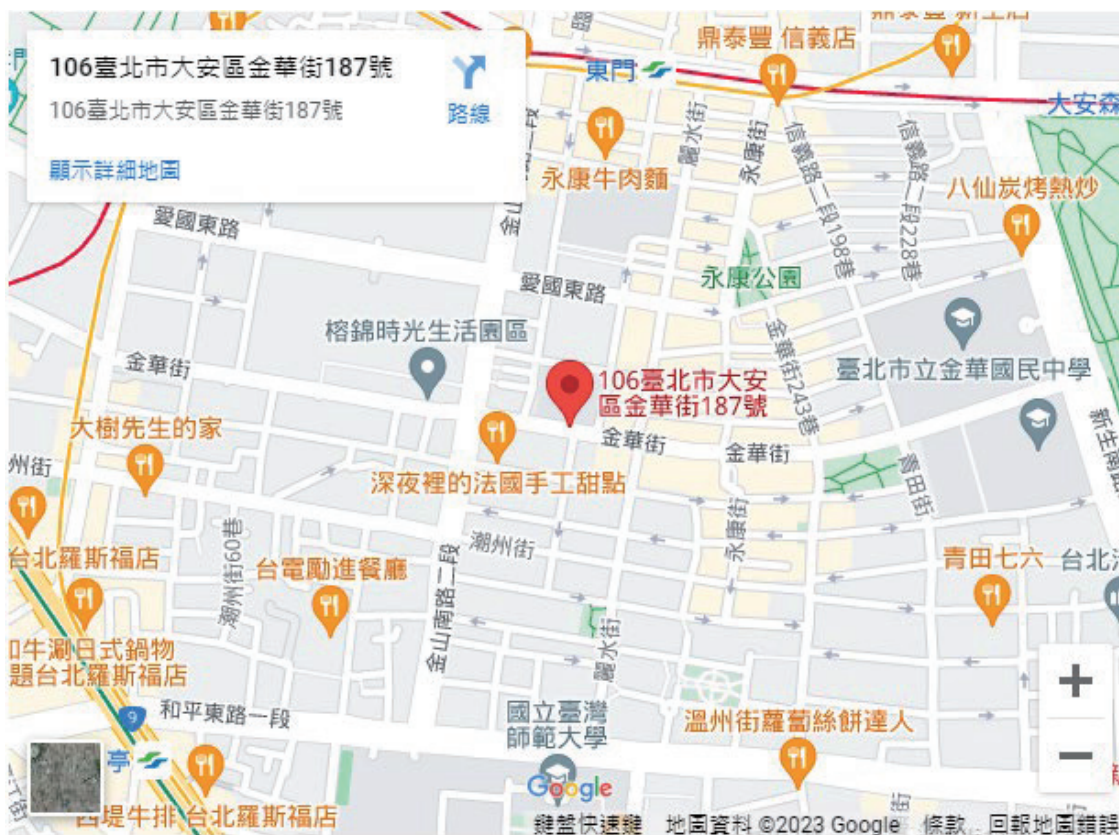 106臺北市大安區金華街187號
106臺北市大安區金華街187號
路線
顯示詳細地圖
鼎泰豐 信義店
東門
大安森
永康牛肉麵
麗水街
永康街
信義路二段198巷
信義路二段228巷
八仙炭烤熱炒
愛國東路
愛國東路
永康公園
榕錦時光生活園區
金華街
106臺北市大安
區金華街187號
金華街243巷
臺北市立金華國民中學
新生南路
大樹先生的家
金華街
金華街
州街
深夜裡的法國手工甜點
青田街
永康街
潮州街
台北羅斯福店
潮州街60巷
台電勵進餐廳
金山南路二段
青田七六
台北
牛涮日式鍋物
題台北羅斯福店
麗水街
9
和平東路一段
國立臺灣
師範大學
溫州街蘿蔔絲餅達人
亭
牛排 台北羅斯福店
+
−
Google
鍵盤快速鍵 地圖資料 ©2023 Google 條款 回報地圖錯誤